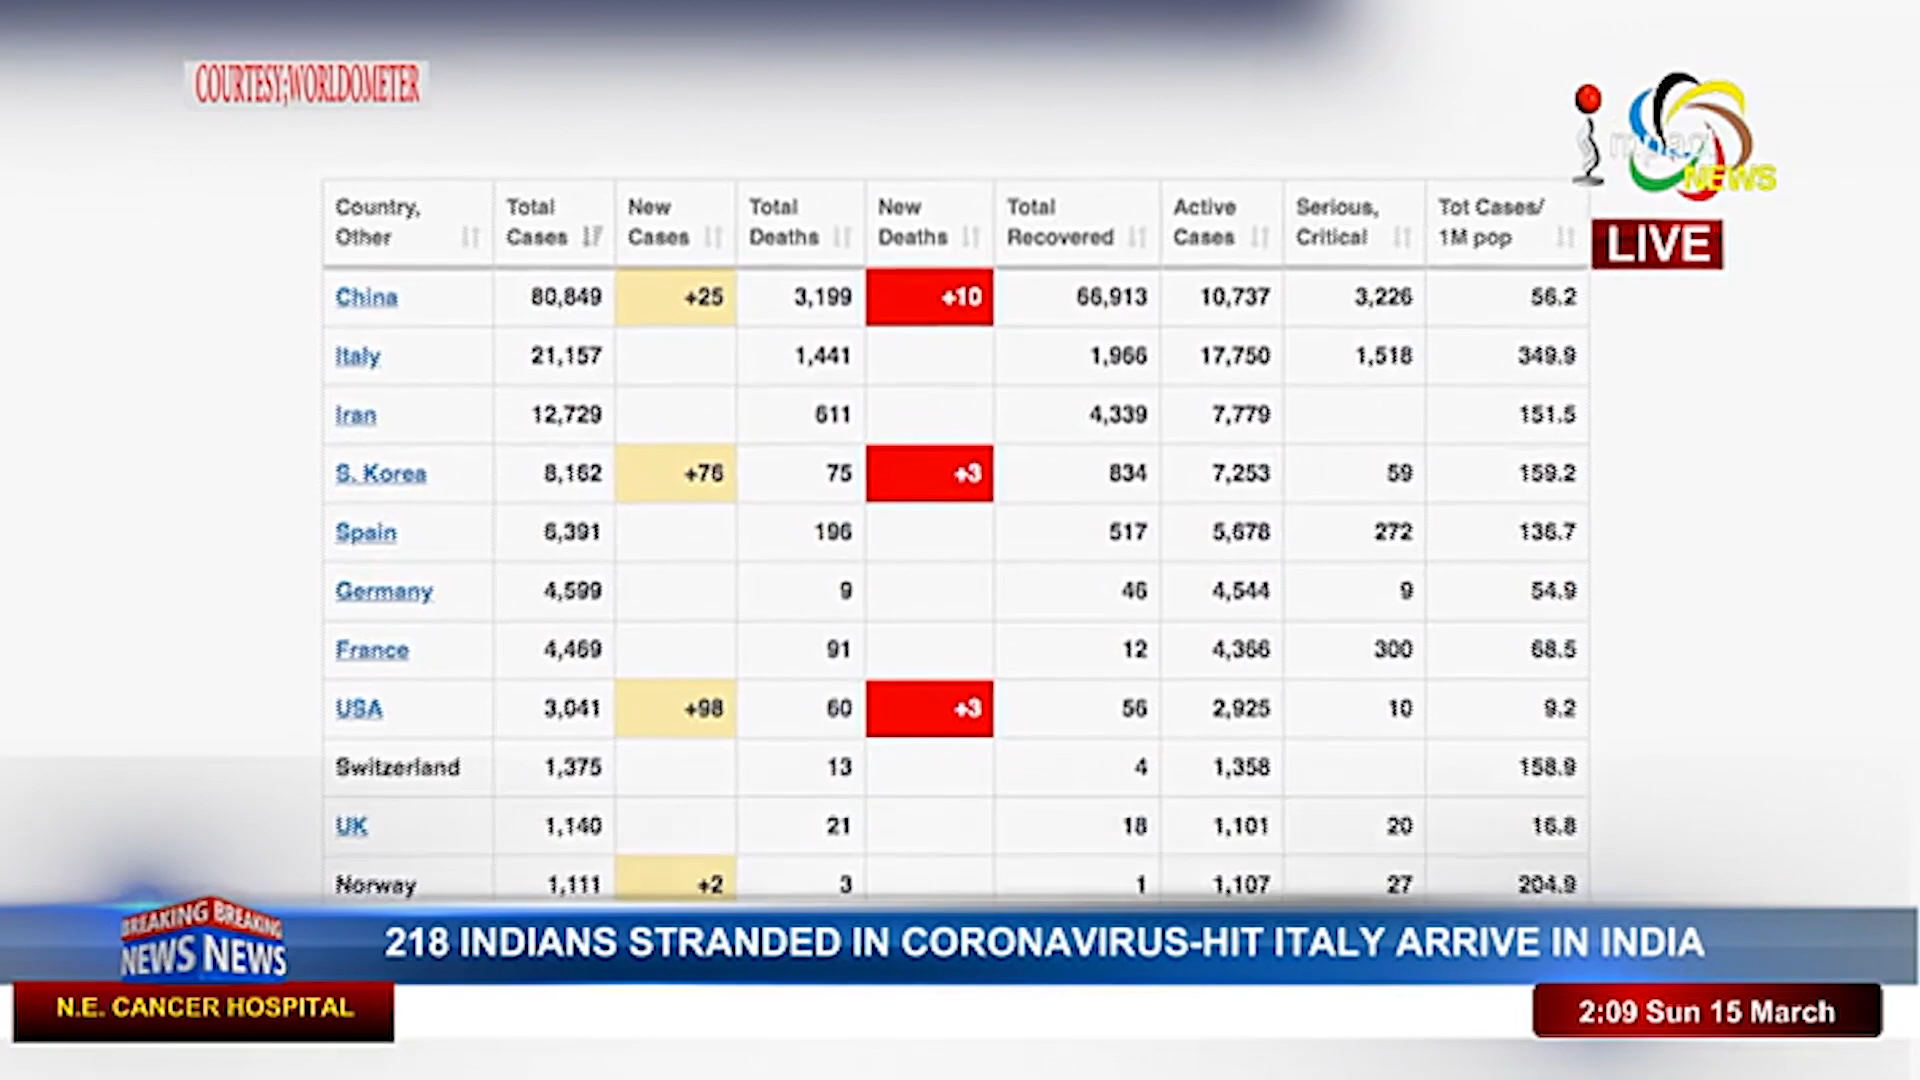 COURTESY;WORLDOMETER
impact
NEWS
LIVE
Country, Other Total Cases New Cases Total Deaths New Deaths Total Recovered Active Cases Serious, Critical Tot Cases/ 1M pop
China 80,849 +25 3,199 +10 66,913 10,737 3,226 56.2
Italy 21,157 1,441 1,966 17,750 1,518 349.9
Iran 12,729 611 4,339 7,779 151.5
S. Korea 8,162 +76 75 +3 834 7,253 59 159.2
Spain 6,391 196 517 5,678 272 136.7
Germany 4,599 9 46 4,544 9 54.9
France 4,469 91 12 4,366 300 68.5
USA 3,041 +98 60 +3 56 2,925 10 9.2
Switzerland 1,375 13 4 1,358 158.9
UK 1,140 21 18 1,101 20 16.8
Norway 1,111 +2 3 1 1,107 27 204.9
BREAKING BREAKING
NEWS NEWS
218 INDIANS STRANDED IN CORONAVIRUS-HIT ITALY ARRIVE IN INDIA
N.E. CANCER HOSPITAL
2:09 Sun 15 March